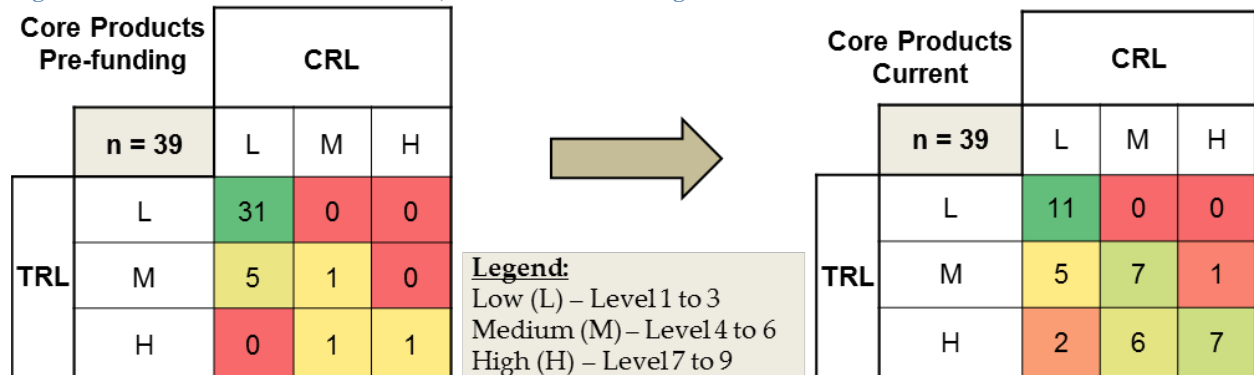 Core Products
Pre-funding
CRL
n = 39 L M H
L 31 0 0
TRL M 5 1 0
H 0 1 1
Legend:
Low (L) – Level 1 to 3
Medium (M) – Level 4 to 6
High (H) – Level 7 to 9
Core Products
Current
CRL
n = 39 L M H
L 11 0 0
TRL M 5 7 1
H 2 6 7